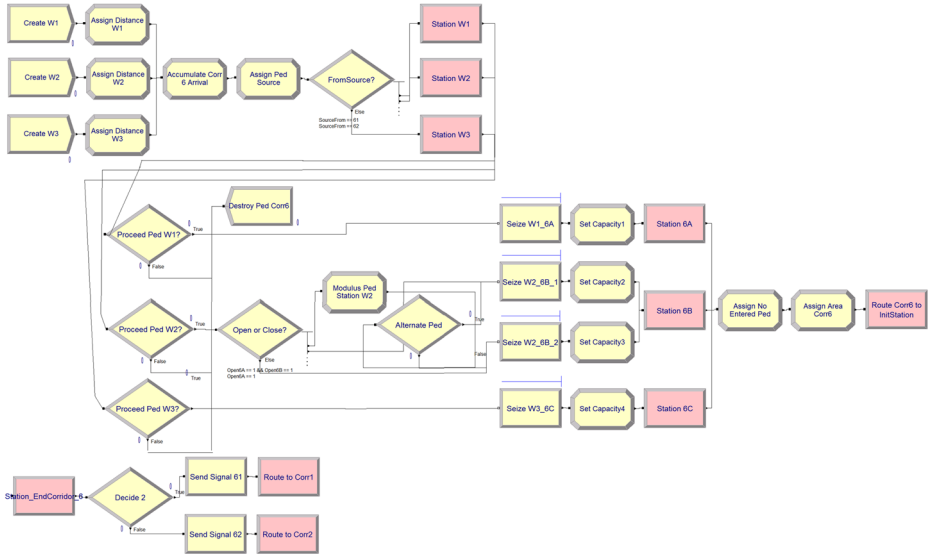 Create W1
Assign Distance
W1
Station W1
Create W2
Assign Distance
W2
Accumulate Corr
6 Arrival
Assign Ped
Source
FromSource?
Station W2
Else
SourceFrom == 61
SourceFrom == 62
Create W3
Assign Distance
W3
Station W3
Destroy Ped Corr6
Proceed Ped W1?
True
False
Seize W1_6A
Set Capacity1
Station 6A
Modulus Ped
Station W2
Seize W2_6B_1
Set Capacity2
Station 6B
Assign No
Entered Ped
Assign Area
Corr6
Route Corr6 to
InitStation
Proceed Ped W2?
True
False
True
Open or Close?
Else
Open6A == 1 && Open6B == 1
Open6A == 1
Alternate Ped
True
False
Seize W2_6B_2
Set Capacity3
Proceed Ped W3?
False
Seize W3_6C
Set Capacity4
Station 6C
Station_EndCorridor_6
Decide 2
True
False
Send Signal 61
Route to Corr1
Send Signal 62
Route to Corr2